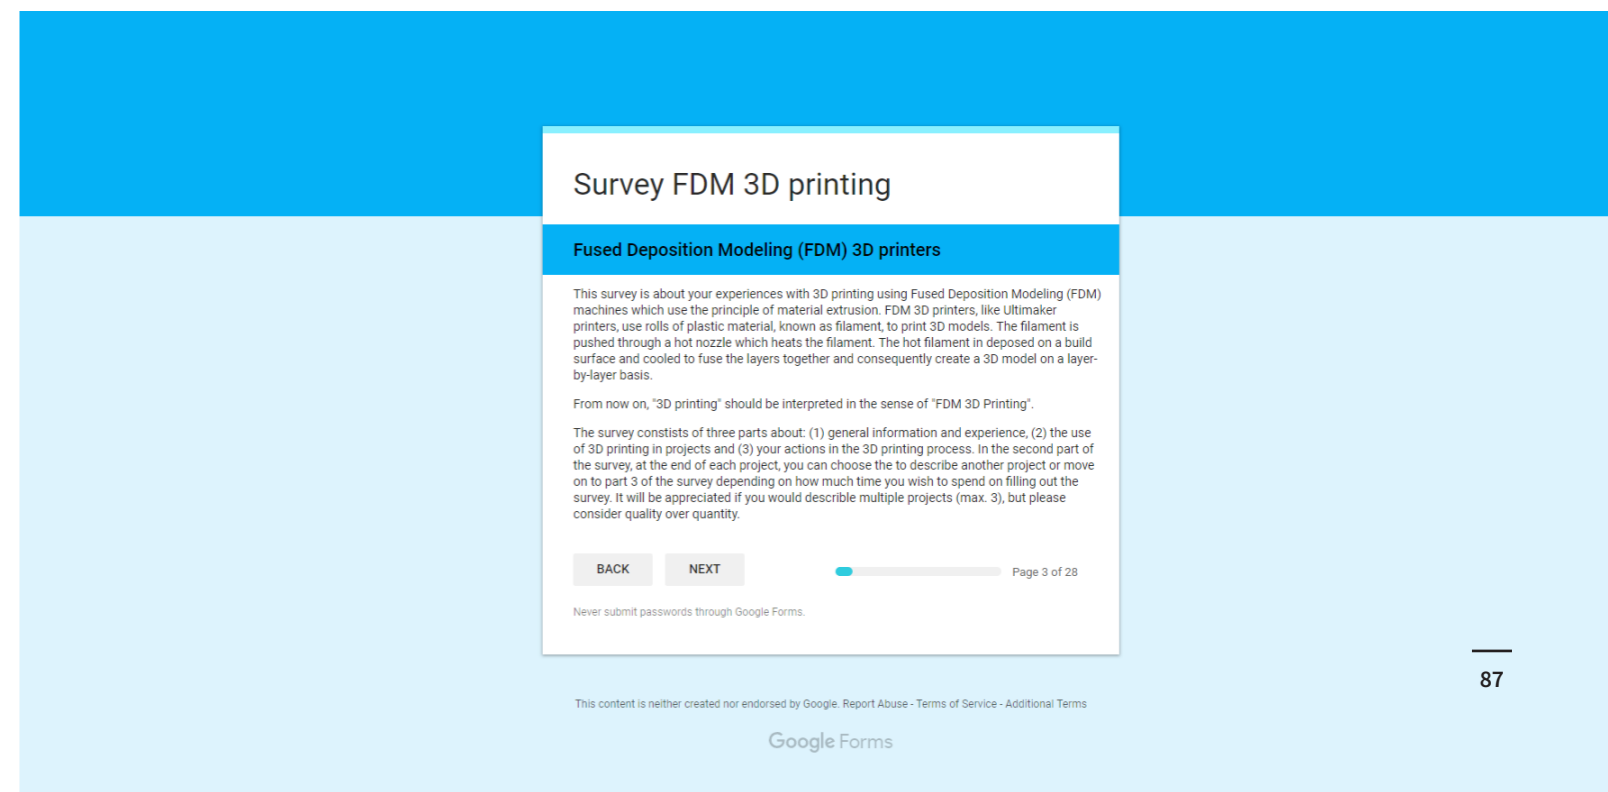 Survey FDM 3D printing
Fused Deposition Modeling (FDM) 3D printers
This survey is about your experiences with 3D printing using Fused Deposition Modeling (FDM)
machines which use the principle of material extrusion. FDM 3D printers, like Ultimaker
printers, use rolls of plastic material, known as filament, to print 3D models. The filament is
pushed through a hot nozzle which heats the filament. The hot filament in deposed on a build
surface and cooled to fuse the layers together and consequently create a 3D model on a layer-
by-layer basis.
From now on, "3D printing" should be interpreted in the sense of "FDM 3D Printing".
The survey constists of three parts about: (1) general information and experience, (2) the use
of 3D printing in projects and (3) your actions in the 3D printing process. In the second part of
the survey, at the end of each project, you can choose the to describe another project or move
on to part 3 of the survey depending on how much time you wish to spend on filling out the
survey. It will be appreciated if you would describle multiple projects (max. 3), but please
consider quality over quantity.
BACK NEXT Page 3 of 28
Never submit passwords through Google Forms.
87
This content is neither created nor endorsed by Google. Report Abuse - Terms of Service - Additional Terms
Google Forms